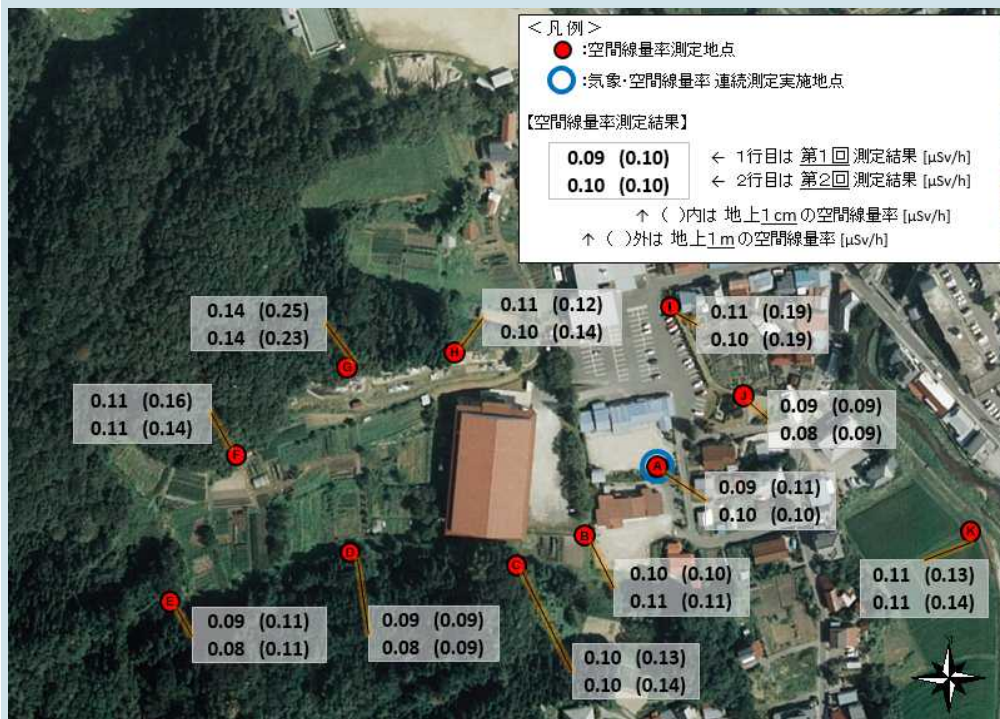 <凡例>
:空間線量率測定地点
:気象・空間線量率 連続測定実施地点
【空間線量率測定結果】
0.09 (0.10) ← 1行目は 第1回 測定結果 [μSv/h]
0.10 (0.10) ← 2行目は 第2回 測定結果 [μSv/h]
↑ ( )内は 地上1cmの空間線量率 [μSv/h]
↑ ( )外は 地上1mの空間線量率 [μSv/h]
0.14 (0.25)
0.14 (0.23)
G
0.11 (0.12)
0.10 (0.14)
H
I
0.11 (0.19)
0.10 (0.19)
0.11 (0.16)
0.11 (0.14)
F
J
0.09 (0.09)
0.08 (0.09)
A
0.09 (0.11)
0.10 (0.10)
K
0.11 (0.13)
0.11 (0.14)
B
0.10 (0.10)
0.11 (0.11)
C
0.10 (0.13)
0.10 (0.14)
D
0.09 (0.09)
0.08 (0.09)
E
0.09 (0.11)
0.08 (0.11)